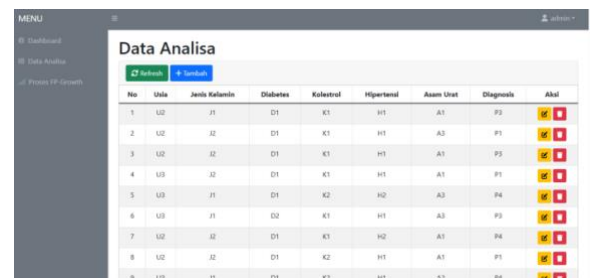 MENU
admin
Dashboard
Data Analisa
Proses FP-Growth
Data Analisa
Refresh
Tambah
No Usia Jenis Kelamin Diabetes Kolestrol Hipertensi Asam Urat Diagnosis Aksi
1 U2 J1 D1 K1 H1 A1 P3
2 U2 J2 D1 K1 H1 A3 P1
3 U2 J2 D1 K1 H1 A1 P5
4 U3 J2 D1 K1 H1 A1 P1
5 U3 J1 D1 K2 H2 A3 P4
6 U3 J1 D2 K1 H1 A3 P3
7 U2 J2 D1 K1 H2 A1 P4
8 U2 J2 D1 K2 H1 A1 P1